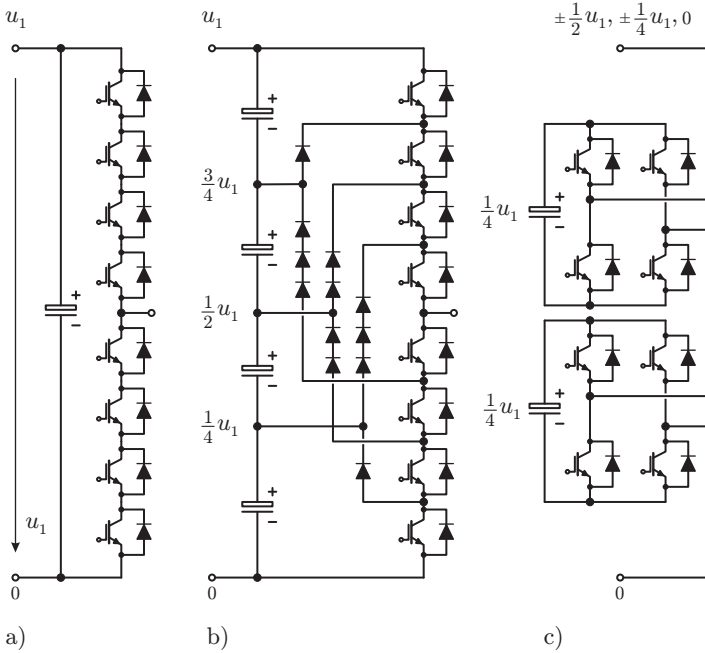 u₁
u₁
±½u₁, ±¼u₁, 0
+
+
¾u₁
−
+
¼u₁
−
+
−
+
½u₁
−
−
+
¼u₁
+
¼u₁
−
−
+
u₁
−
0
0
0
a)
b)
c)